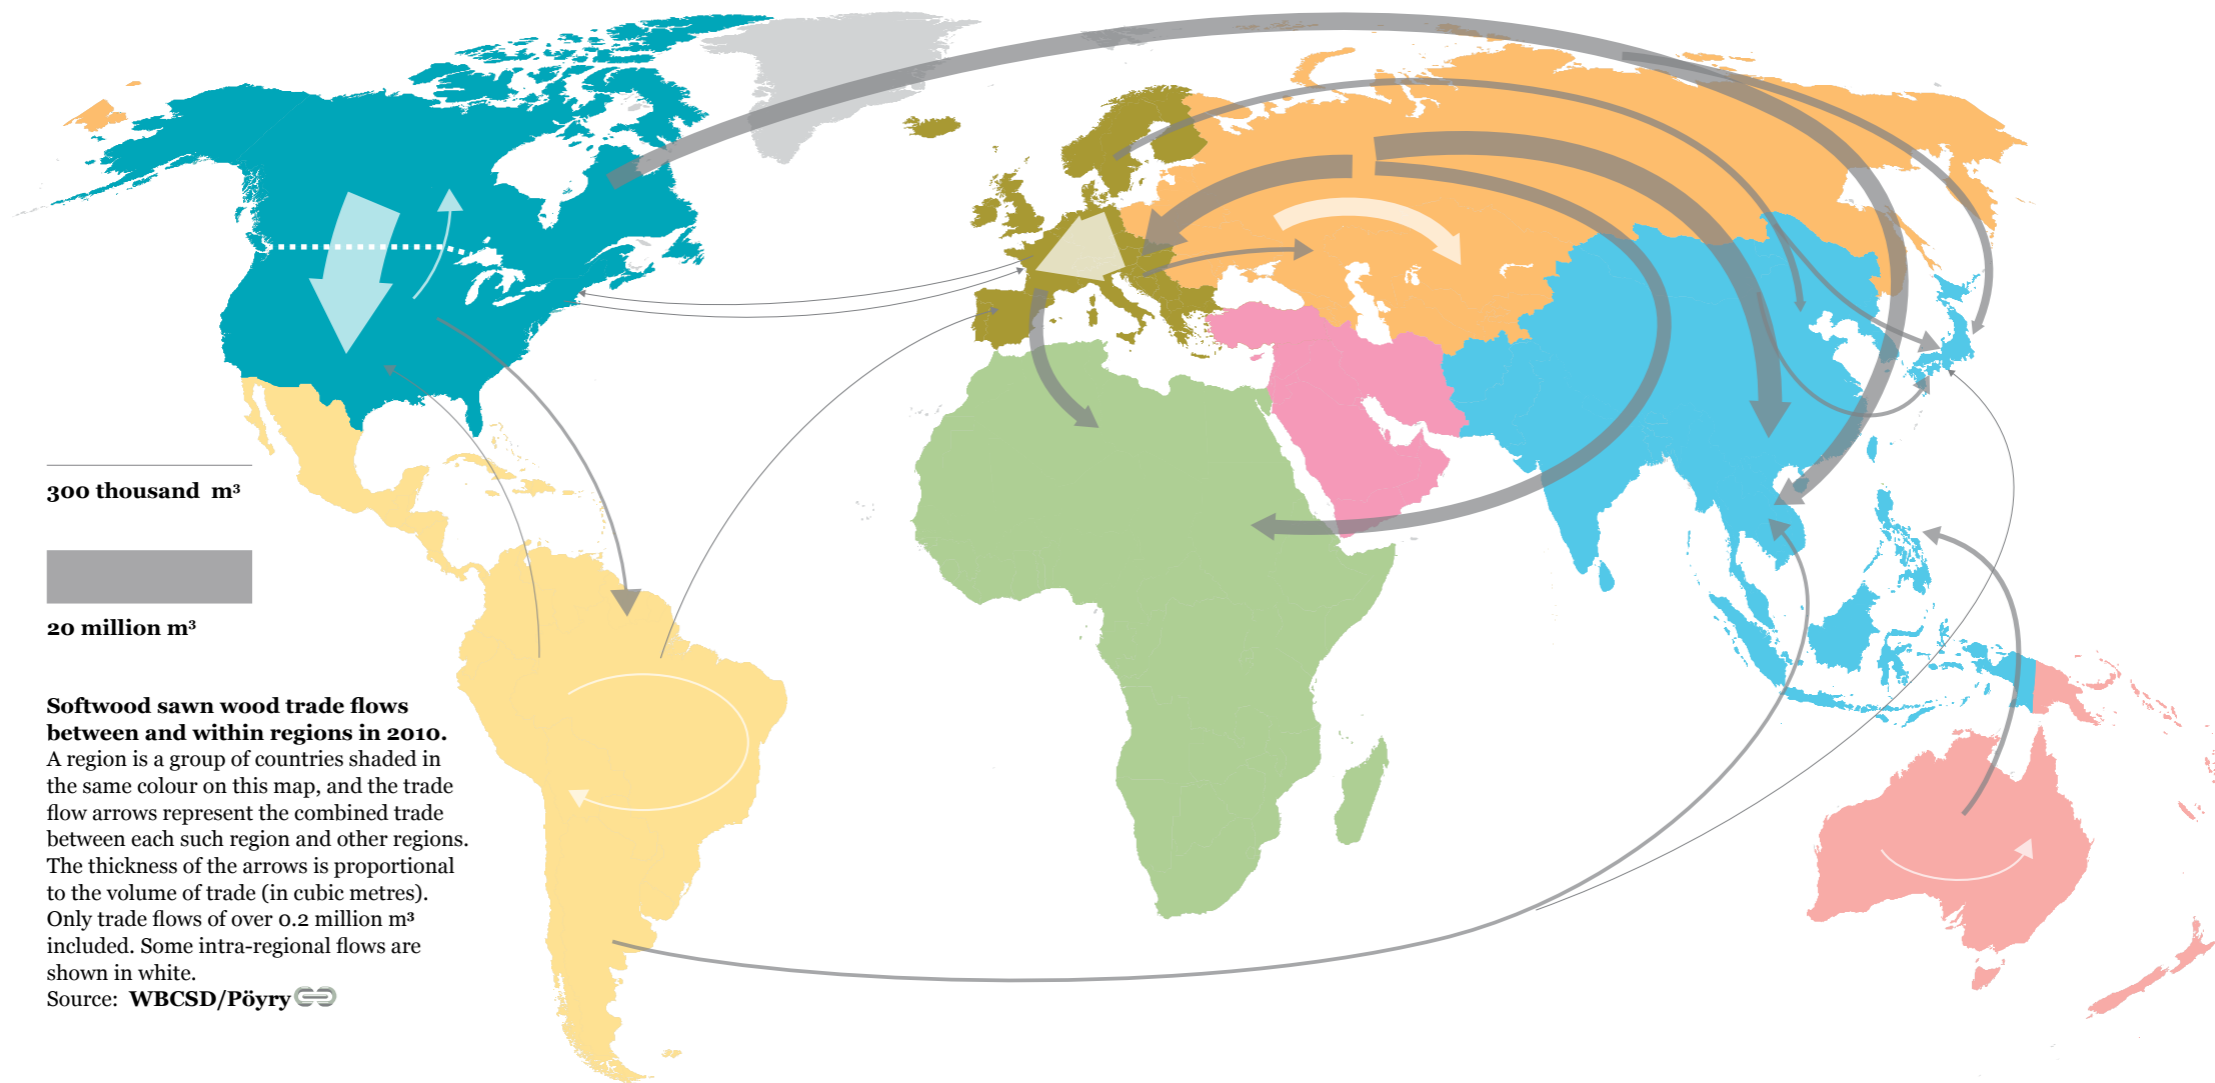 300 thousand m³
20 million m³
Softwood sawn wood trade flows
between and within regions in 2010.
A region is a group of countries shaded in
the same colour on this map, and the trade
flow arrows represent the combined trade
between each such region and other regions.
The thickness of the arrows is proportional
to the volume of trade (in cubic metres).
Only trade flows of over 0.2 million m³
included. Some intra-regional flows are
shown in white.
Source: WBCSD/Pöyry